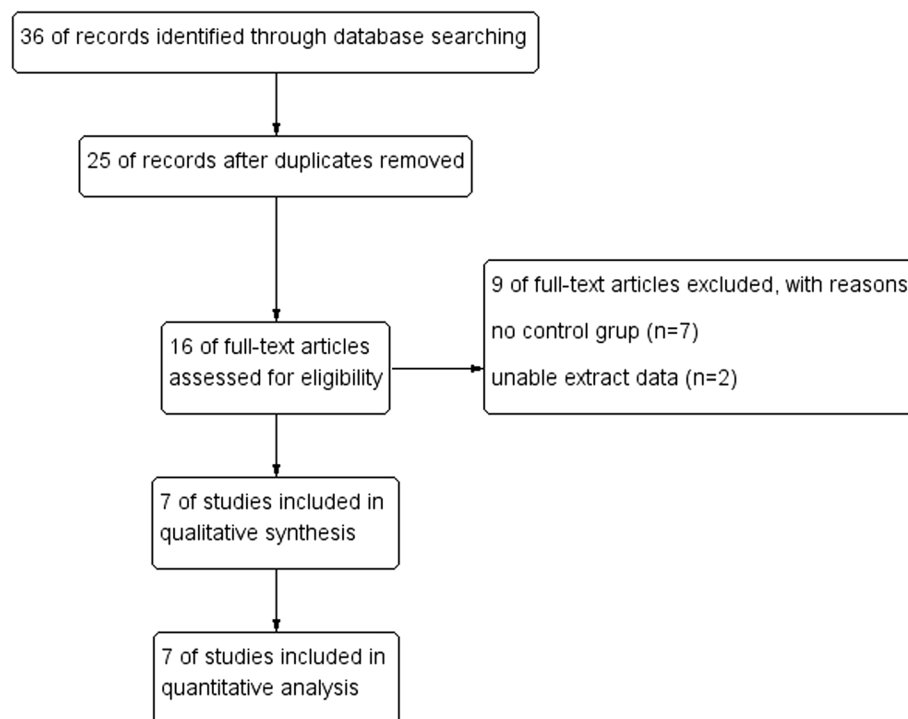 36 of records identified through database searching
25 of records after duplicates removed
16 of full-text articles
assessed for eligibility
9 of full-text articles excluded, with reasons
no control grup (n=7)
unable extract data (n=2)
7 of studies included in
qualitative synthesis
7 of studies included in
quantitative analysis